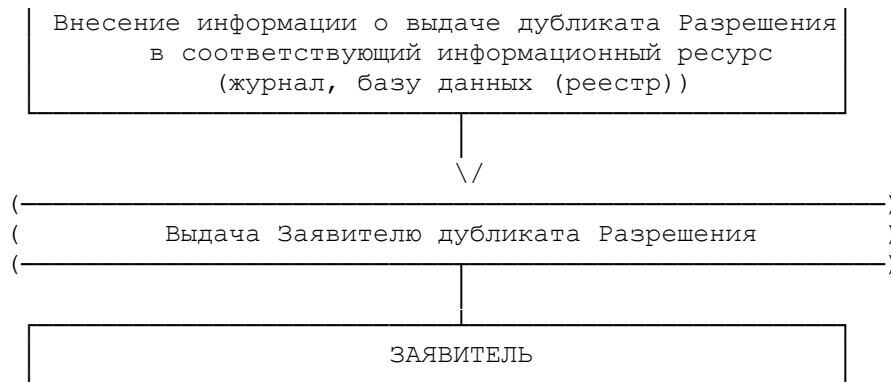 Внесение информации о выдаче дубликата Разрешения
в соответствующий информационный ресурс
(журнал, базу данных (реестр))
\/
( )
( Выдача Заявителю дубликата Разрешения )
( )
ЗАЯВИТЕЛЬ